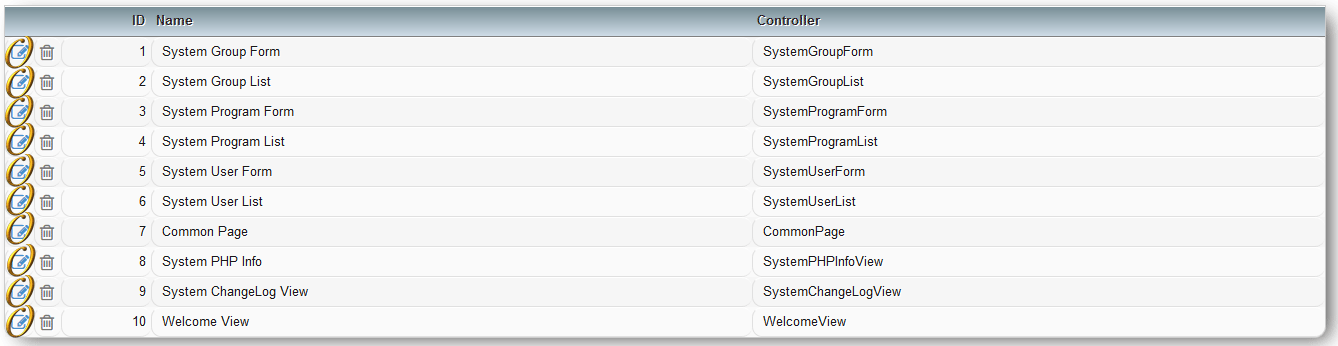 ID Name Controller
1 System Group Form SystemGroupForm
2 System Group List SystemGroupList
3 System Program Form SystemProgramForm
4 System Program List SystemProgramList
5 System User Form SystemUserForm
6 System User List SystemUserList
7 Common Page CommonPage
8 System PHP Info SystemPHPInfoView
9 System ChangeLog View SystemChangeLogView
10 Welcome View WelcomeView